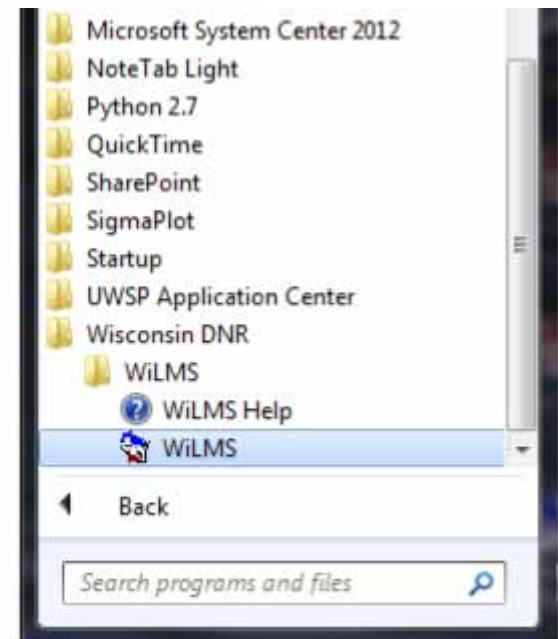 Microsoft System Center 2012
NoteTab Light
Python 2.7
QuickTime
SharePoint
SigmaPlot
Startup
UWSP Application Center
Wisconsin DNR
WiLMS
WiLMS Help
WiLMS
Back
Search programs and files